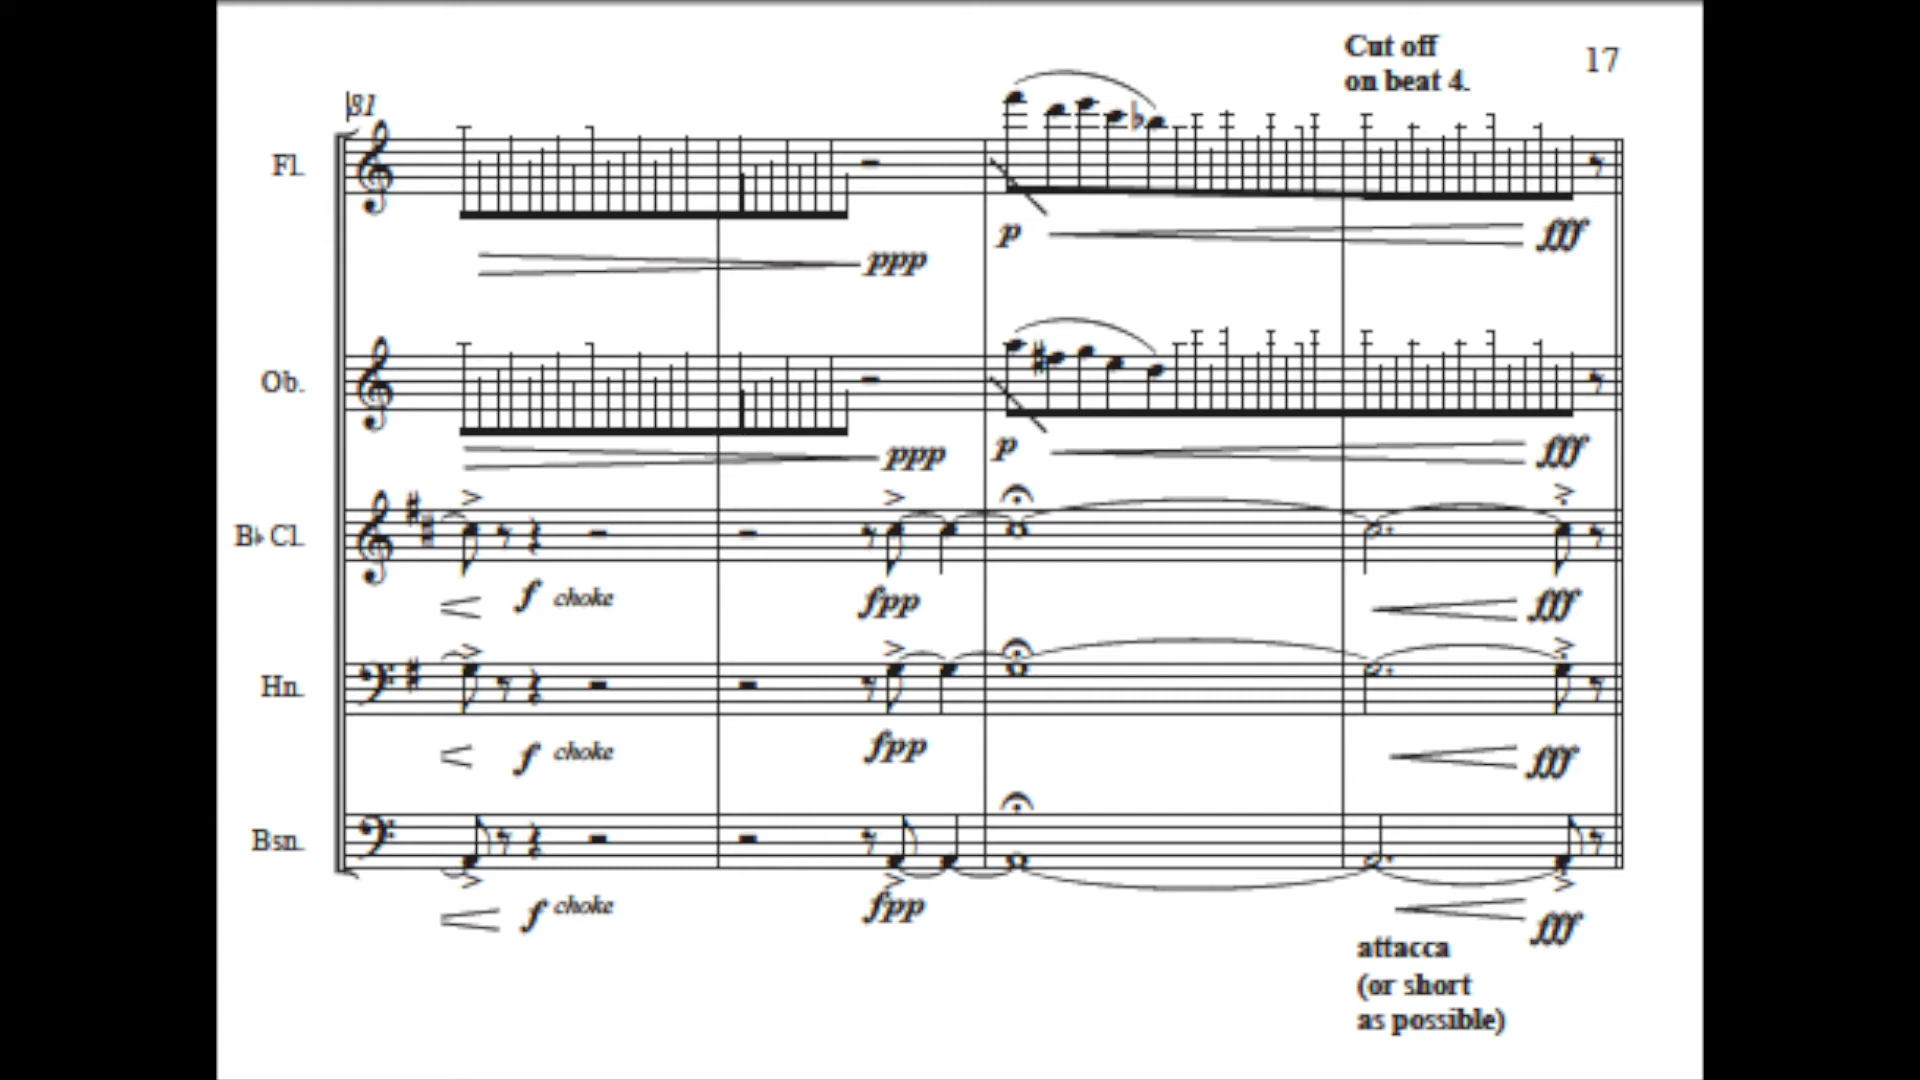 Cut off
on beat 4.
17
81
Fl.
ppp
p
fff
Ob.
ppp
p
fff
B♭ Cl.
f choke
fpp
fff
Hn.
f choke
fpp
fff
Bsn.
f choke
fpp
fff
attacca
(or short
as possible)